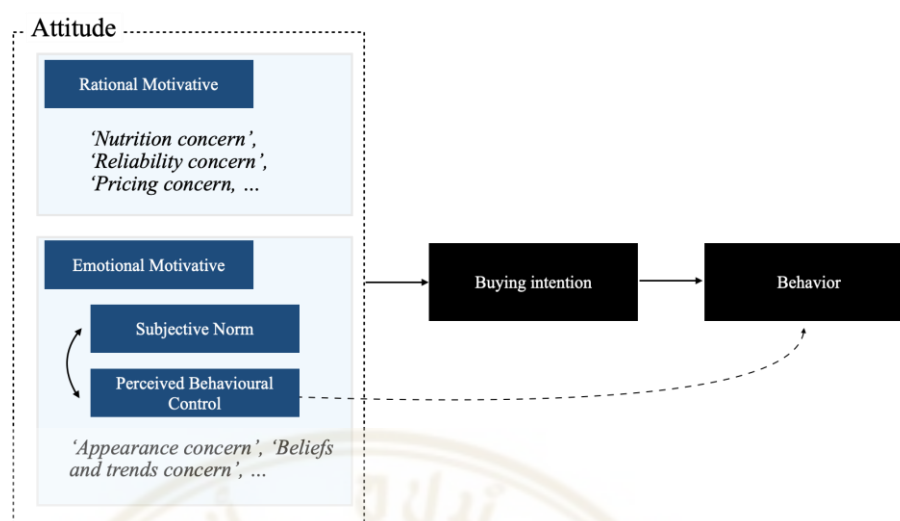 Attitude
Rational Motivative
‘Nutrition concern’,
‘Reliability concern’,
‘Pricing concern, ...
Emotional Motivative
Subjective Norm
Perceived Behavioural
Control
‘Appearance concern’, ‘Beliefs
and trends concern’, ...
Buying intention
Behavior